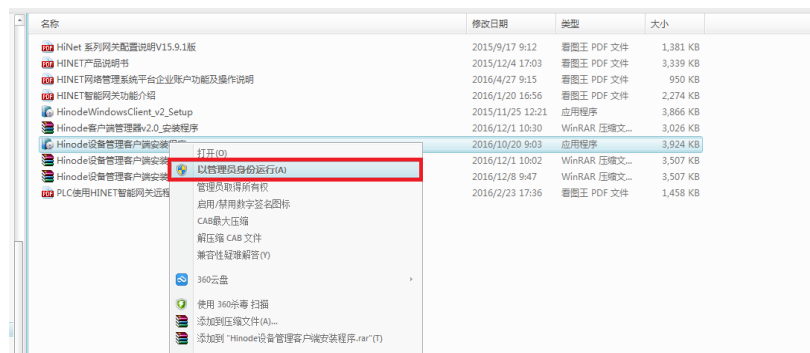 名称 修改日期 类型 大小
HiNet 系列网关配置说明V15.9.1版 2015/9/17 9:12 看图王 PDF 文件 1,381 KB
HINET产品说明书 2015/12/4 17:03 看图王 PDF 文件 3,339 KB
HINET网络管理系统平台企业账户功能及操作说明 2016/4/27 9:15 看图王 PDF 文件 950 KB
HINET智能网关功能介绍 2016/1/20 16:56 看图王 PDF 文件 2,274 KB
HinodeWindowsClient_v2_Setup 2015/11/25 12:21 应用程序 3,866 KB
Hinode客户端管理器v2.0_安装程序 2016/12/1 10:30 WinRAR 压缩文... 3,026 KB
Hinode设备管理客户端安装程序 2016/10/20 9:03 应用程序 3,924 KB
Hinode设备管理客户端安装 2016/12/1 10:02 WinRAR 压缩文... 3,507 KB
Hinode设备管理客户端安装 2016/12/8 9:47 WinRAR 压缩文... 3,507 KB
PLC使用HINET智能网关远程 2016/2/23 17:36 看图王 PDF 文件 1,458 KB
打开(O)
以管理员身份运行(A)
管理员取得所有权
启用/禁用数字签名图标
CAB最大压缩
解压缩 CAB 文件
兼容性疑难解答(Y)
360云盘
使用 360杀毒 扫描
添加到压缩文件(A)...
添加到 "Hinode设备管理客户端安装程序.rar"(T)